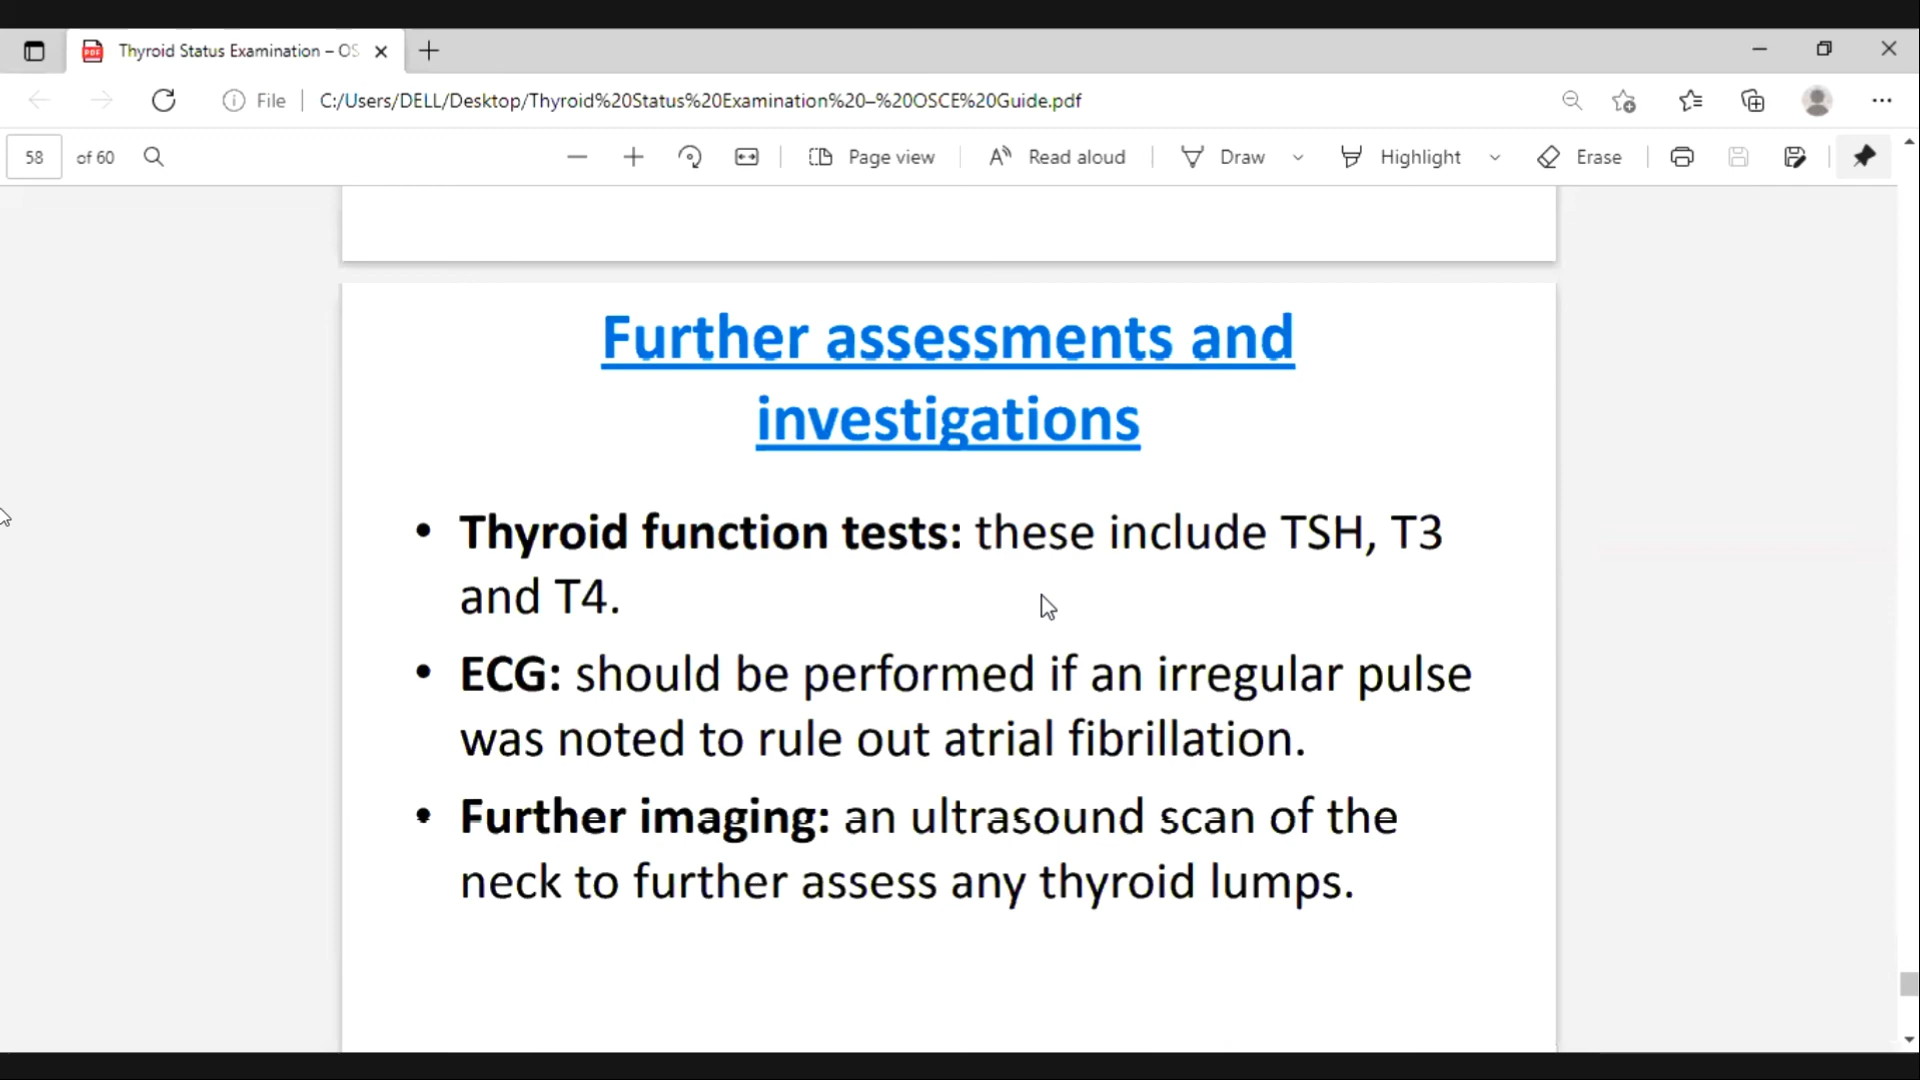 Thyroid Status Examination – OS
File
C:/Users/DELL/Desktop/Thyroid%20Status%20Examination%20–%20OSCE%20Guide.pdf
58 of 60
Page view
Read aloud
Draw
Highlight
Erase
Further assessments and
investigations
• Thyroid function tests: these include TSH, T3
and T4.
• ECG: should be performed if an irregular pulse
was noted to rule out atrial fibrillation.
• Further imaging: an ultrasound scan of the
neck to further assess any thyroid lumps.